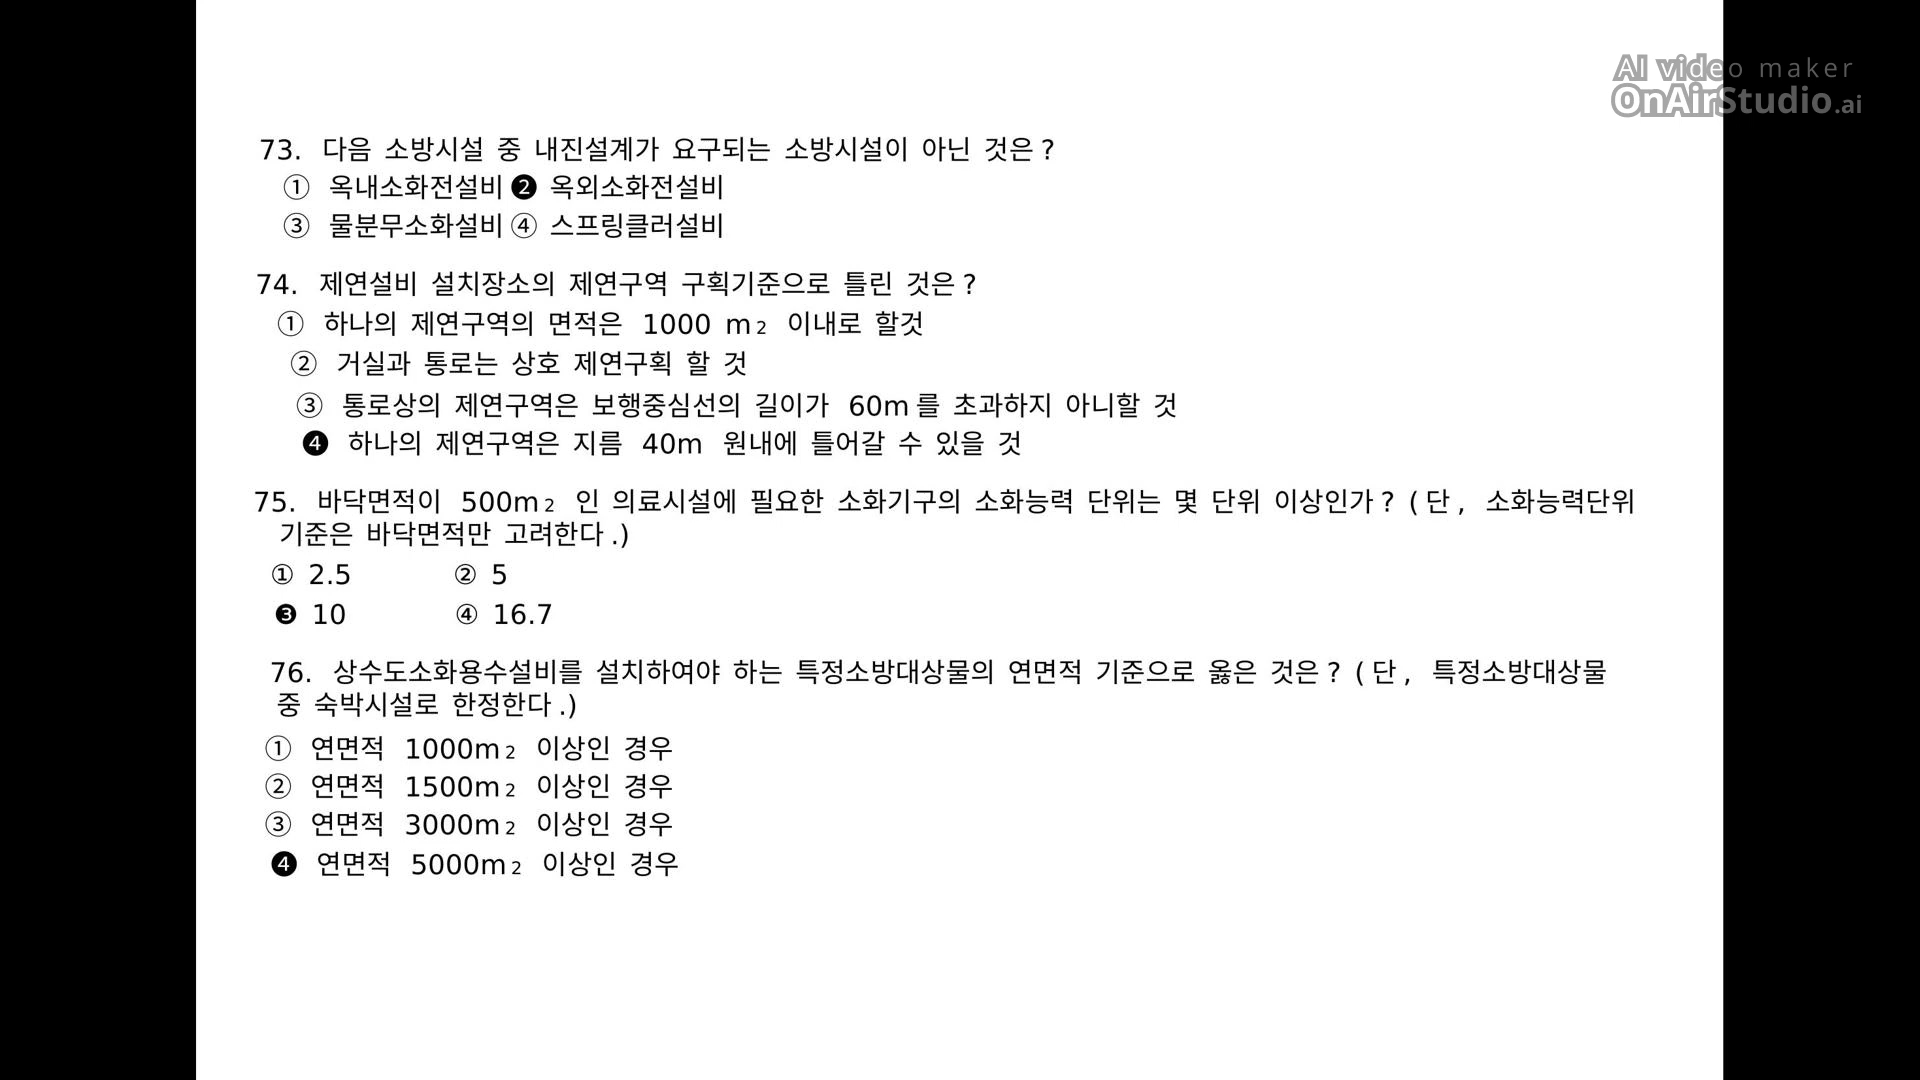 AI video maker
OnAirStudio.ai
73. 다음 소방시설 중 내진설계가 요구되는 소방시설이 아닌 것은?
① 옥내소화전설비 ❷ 옥외소화전설비
③ 물분무소화설비 ④ 스프링클러설비
74. 제연설비 설치장소의 제연구역 구획기준으로 틀린 것은?
① 하나의 제연구역의 면적은 1000 m2 이내로 할것
② 거실과 통로는 상호 제연구획 할 것
③ 통로상의 제연구역은 보행중심선의 길이가 60m를 초과하지 아니할 것
❹ 하나의 제연구역은 지름 40m 원내에 틀어갈 수 있을 것
75. 바닥면적이 500m2 인 의료시설에 필요한 소화기구의 소화능력 단위는 몇 단위 이상인가? (단, 소화능력단위
기준은 바닥면적만 고려한다.)
① 2.5 ② 5
❸ 10 ④ 16.7
76. 상수도소화용수설비를 설치하여야 하는 특정소방대상물의 연면적 기준으로 옳은 것은? (단, 특정소방대상물
중 숙박시설로 한정한다.)
① 연면적 1000m2 이상인 경우
② 연면적 1500m2 이상인 경우
③ 연면적 3000m2 이상인 경우
❹ 연면적 5000m2 이상인 경우